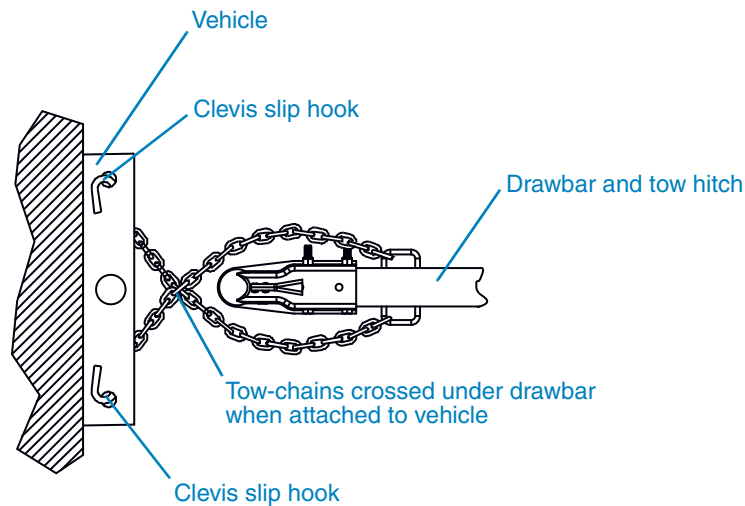 Vehicle
Clevis slip hook
Drawbar and tow hitch
Tow-chains crossed under drawbar
when attached to vehicle
Clevis slip hook